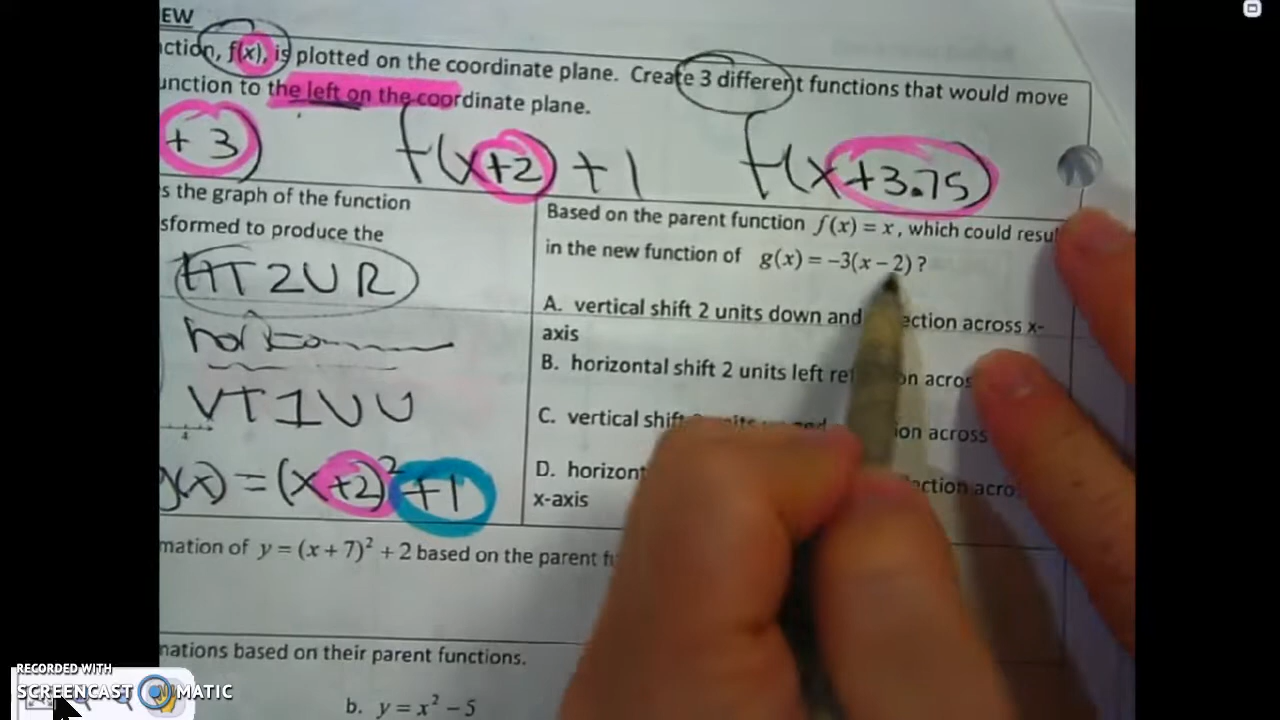 EW
ction, f(x), is plotted on the coordinate plane. Create 3 different functions that would move
unction to the left on the coordinate plane.
+ 3) f(x+2) + 1 f(x+3.75)
s the graph of the function
sformed to produce the
HT 2U R
VT 1U U
g(x) = (x+2)² +1
Based on the parent function f(x) = x, which could resul
in the new function of g(x) = −3(x − 2) ?
A. vertical shift 2 units down and ection across x-
axis
B. horizontal shift 2 units left re on acros
C. vertical shift ion across
D. horizont ection acro
x-axis
mation of y = (x + 7)² + 2 based on the parent fu
mations based on their parent functions.
b. y = x² − 5
RECORDED WITH
SCREENCAST MATIC